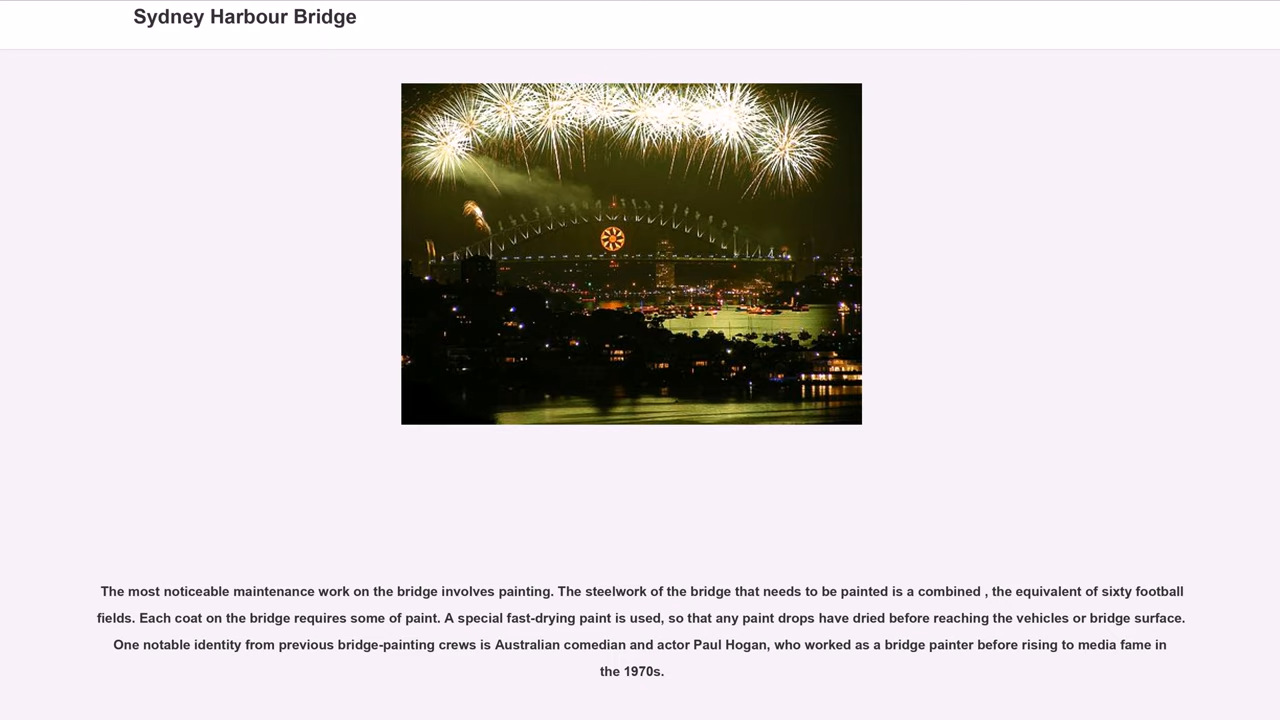 Sydney Harbour Bridge
The most noticeable maintenance work on the bridge involves painting. The steelwork of the bridge that needs to be painted is a combined , the equivalent of sixty football
fields. Each coat on the bridge requires some of paint. A special fast-drying paint is used, so that any paint drops have dried before reaching the vehicles or bridge surface.
One notable identity from previous bridge-painting crews is Australian comedian and actor Paul Hogan, who worked as a bridge painter before rising to media fame in
the 1970s.